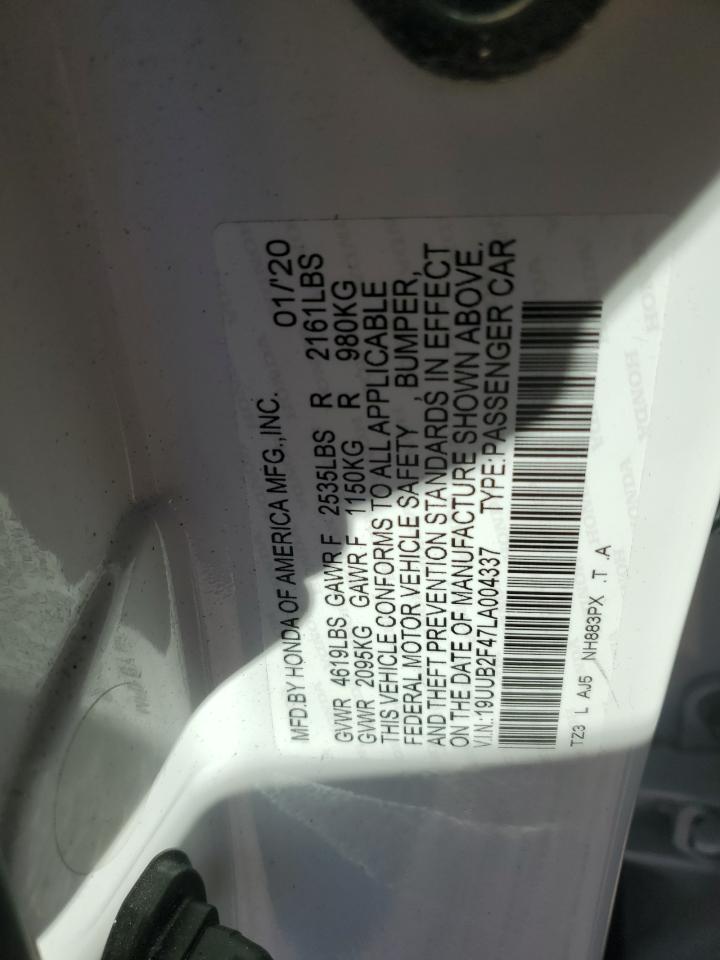 MFD.BY HONDA OF AMERICA MFG.,INC. 01/'20
GVWR 4619LBS GAWR F 2535LBS R 2161LBS
GVWR 2095KG GAWR F 1150KG R 980KG
THIS VEHICLE CONFORMS TO ALL APPLICABLE
FEDERAL MOTOR VEHICLE SAFETY , BUMPER,
AND THEFT PREVENTION STANDARDS IN EFFECT
ON THE DATE OF MANUFACTURE SHOWN ABOVE.
V.I.N.:19UUB2F47LA004337 TYPE:PASSENGER CAR
TZ3 L AJ5 NH883PX .T .A